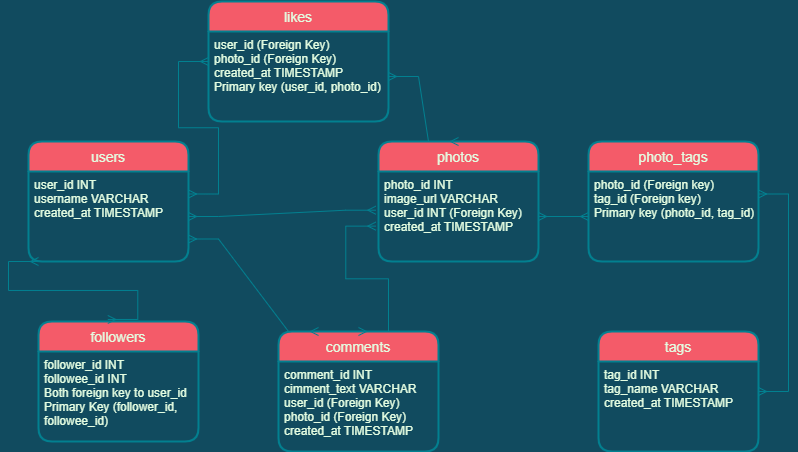 likes
user_id (Foreign Key)
photo_id (Foreign Key)
created_at TIMESTAMP
Primary key (user_id, photo_id)
users
user_id INT
username VARCHAR
created_at TIMESTAMP
photos
photo_id INT
image_url VARCHAR
user_id INT (Foreign Key)
created_at TIMESTAMP
photo_tags
photo_id (Foreign key)
tag_id (Foreign key)
Primary key (photo_id, tag_id)
followers
follower_id INT
followee_id INT
Both foreign key to user_id
Primary Key (follower_id,
followee_id)
comments
comment_id INT
cimment_text VARCHAR
user_id (Foreign Key)
photo_id (Foreign Key)
created_at TIMESTAMP
tags
tag_id INT
tag_name VARCHAR
created_at TIMESTAMP